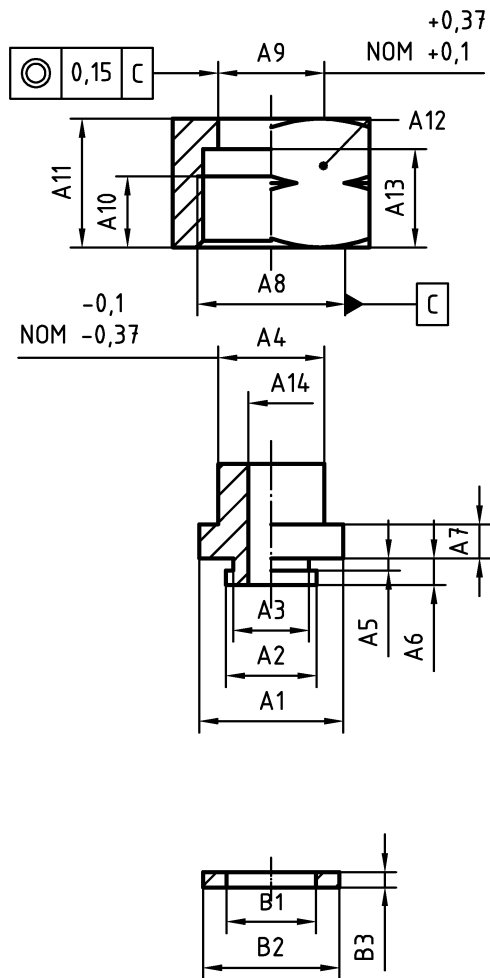 +0,37
NOM +0,1
A9
0,15 C
A12
A11
A10
A13
A8
C
-0,1
NOM -0,37
A4
A14
A7
A3
A5
A6
A2
A1
B1
B2
B3